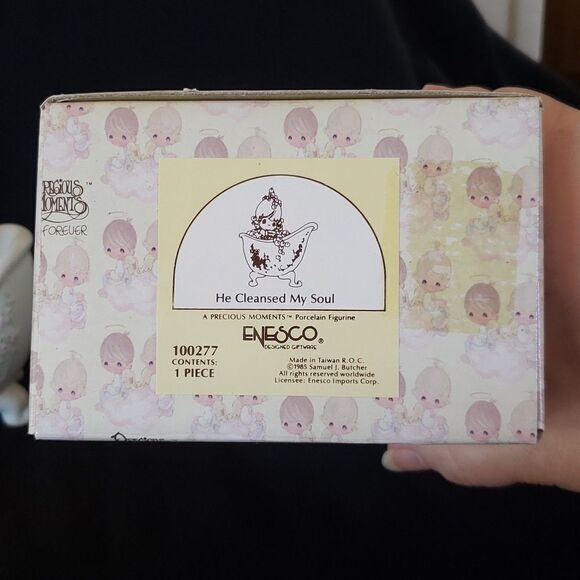 PRECIOUS
MOMENTS™
FOREVER
He Cleansed My Soul
A PRECIOUS MOMENTS™ Porcelain Figurine
ENESCO®
DESIGNED GIFTWARE
100277
CONTENTS:
1 PIECE
Made in Taiwan R.O.C.
©1985 Samuel J. Butcher
All rights reserved worldwide
Licensee: Enesco Imports Corp.